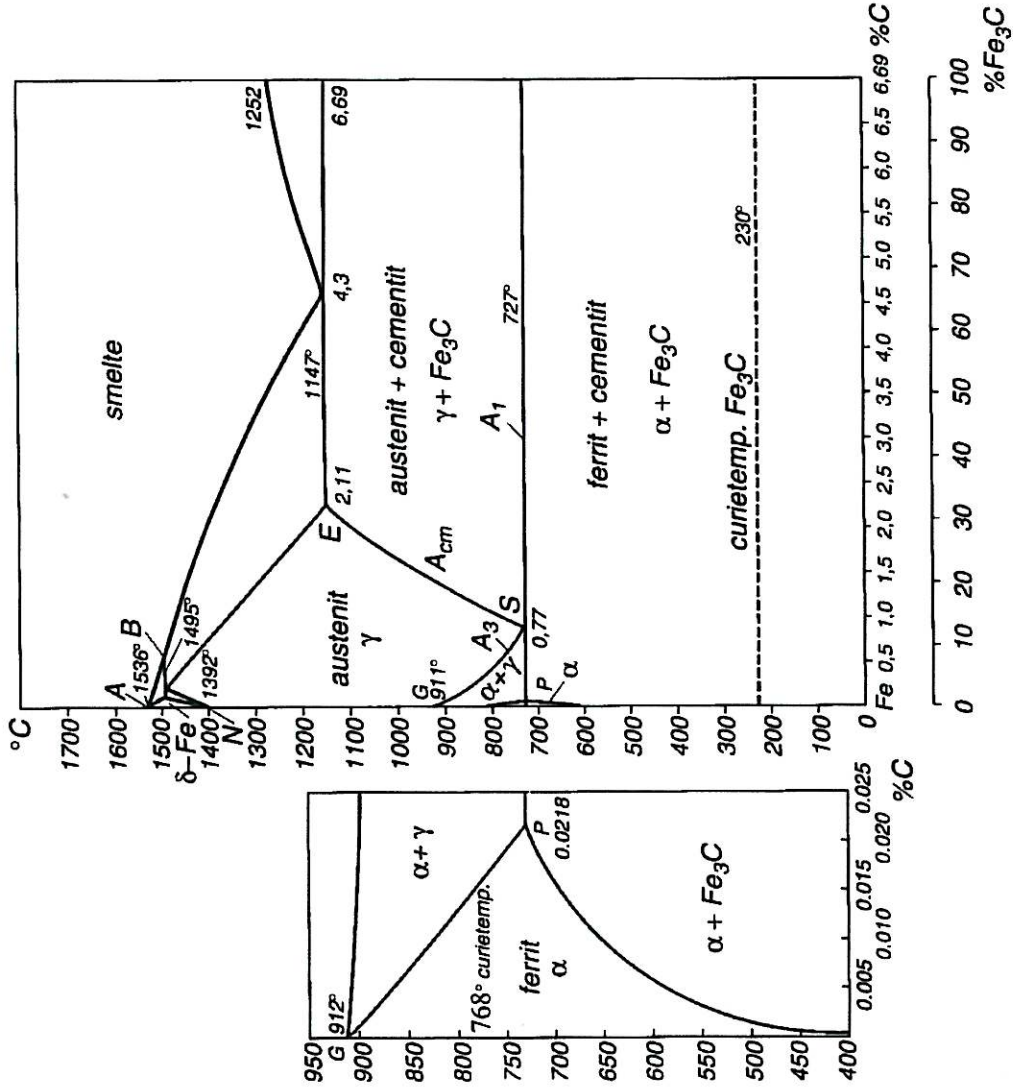 °C
1700
1600
1500
1400
1300
1200
1100
1000
900
800
700
600
500
400
300
200
100
0
A
1536°
B
1495°
δ–Fe
N
1392°
smelte
1252
1147°
4,3
6,69
2,11
E
austenit
γ
austenit + cementit
γ + Fe₃C
Acm
G
911°
A₃
S
α+γ
0,77
P
α
A₁
727°
ferrit + cementit
α + Fe₃C
curietemp. Fe₃C
230°
Fe 0,5 1.0 1,5 2.0 2.5 3.0 3,5 4.0 4,5 5.0 5,5 6,0 6,5 6,69 %C
0 10 20 30 40 50 60 70 80 90 100
%Fe₃C
950
G
912°
900
850
800
750
700
650
600
550
500
450
400
α + γ
768° curietemp.
P
0.0218
ferrit
α
α + Fe₃C
0.005 0.010 0.015 0.020 0.025
%C